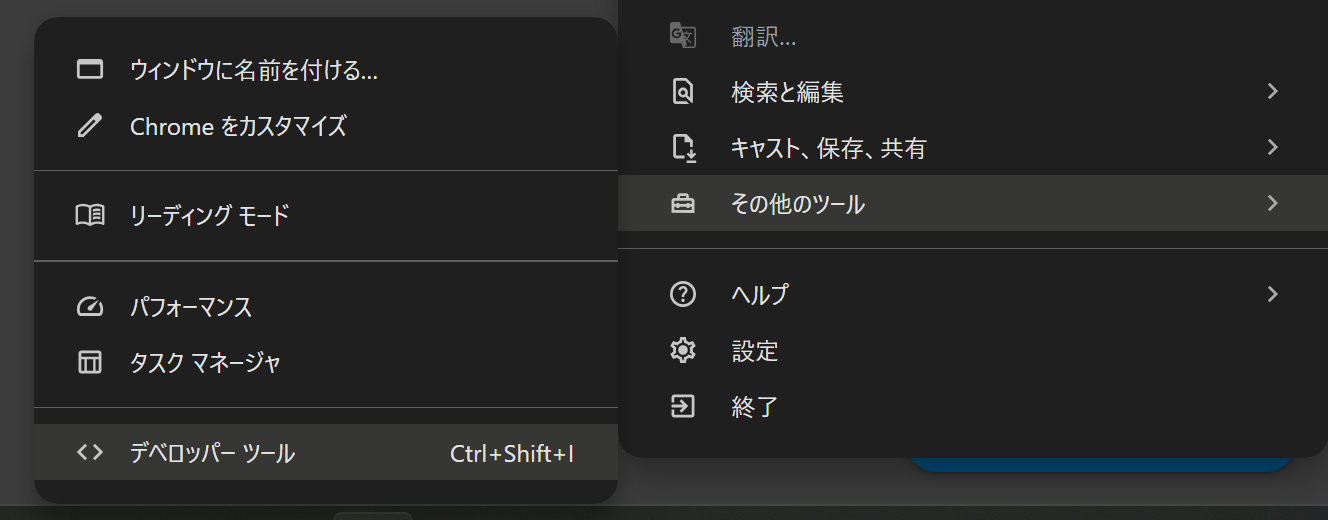 ウィンドウに名前を付ける...
Chrome をカスタマイズ
リーディング モード
パフォーマンス
タスク マネージャ
デベロッパー ツール Ctrl+Shift+I
翻訳...
検索と編集
キャスト、保存、共有
その他のツール
ヘルプ
設定
終了